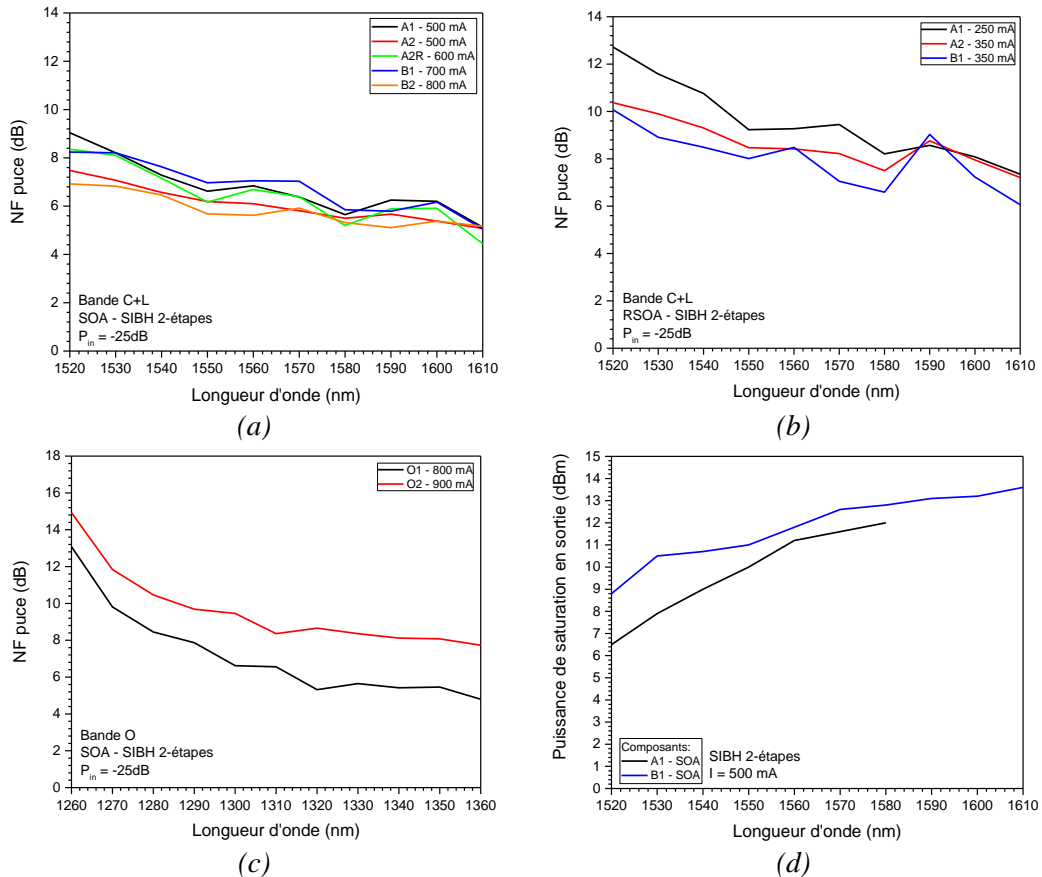 NF puce (dB)
14
12
10
8
6
4
2
0
A1 - 500 mA
A2 - 500 mA
A2R - 600 mA
B1 - 700 mA
B2 - 800 mA
Bande C+L
SOA - SIBH 2-étapes
P_in = -25dB
1520 1530 1540 1550 1560 1570 1580 1590 1600 1610
Longueur d'onde (nm)
(a)
NF puce (dB)
14
12
10
8
6
4
2
0
A1 - 250 mA
A2 - 350 mA
B1 - 350 mA
Bande C+L
RSOA - SIBH 2-étapes
P_in = -25dB
1520 1530 1540 1550 1560 1570 1580 1590 1600 1610
Longueur d'onde (nm)
(b)
NF puce (dB)
18
16
14
12
10
8
6
4
2
0
O1 - 800 mA
O2 - 900 mA
Bande O
SOA - SIBH 2-étapes
P_in = -25dB
1260 1270 1280 1290 1300 1310 1320 1330 1340 1350 1360
Longueur d'onde (nm)
(c)
Puissance de saturation en sortie (dBm)
15
14
13
12
11
10
9
8
7
6
5
4
3
2
1
0
Composants:
A1 - SOA
B1 - SOA
SIBH 2-étapes
I = 500 mA
1520 1530 1540 1550 1560 1570 1580 1590 1600 1610
Longueur d'onde (nm)
(d)